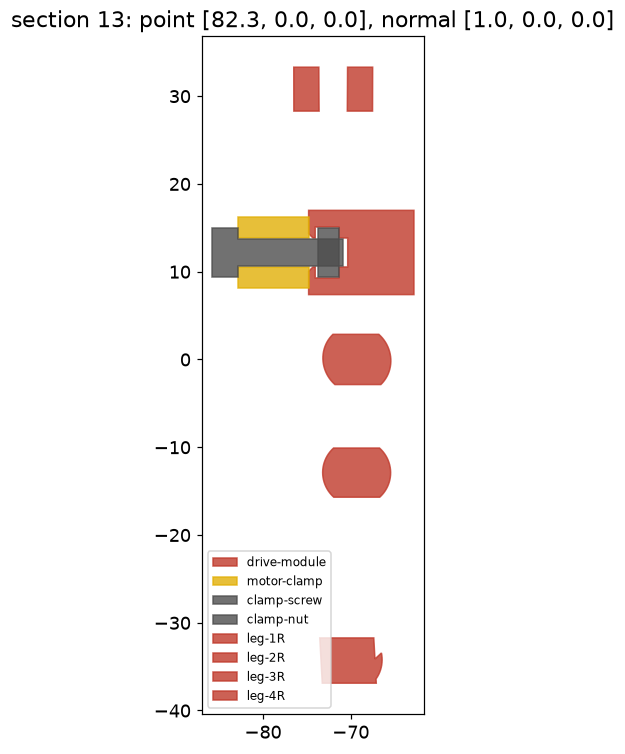 section 13: point [82.3, 0.0, 0.0], normal [1.0, 0.0, 0.0]
30
20
10
0
−10
−20
−30
−40
drive-module
motor-clamp
clamp-screw
clamp-nut
leg-1R
leg-2R
leg-3R
leg-4R
−80
−70